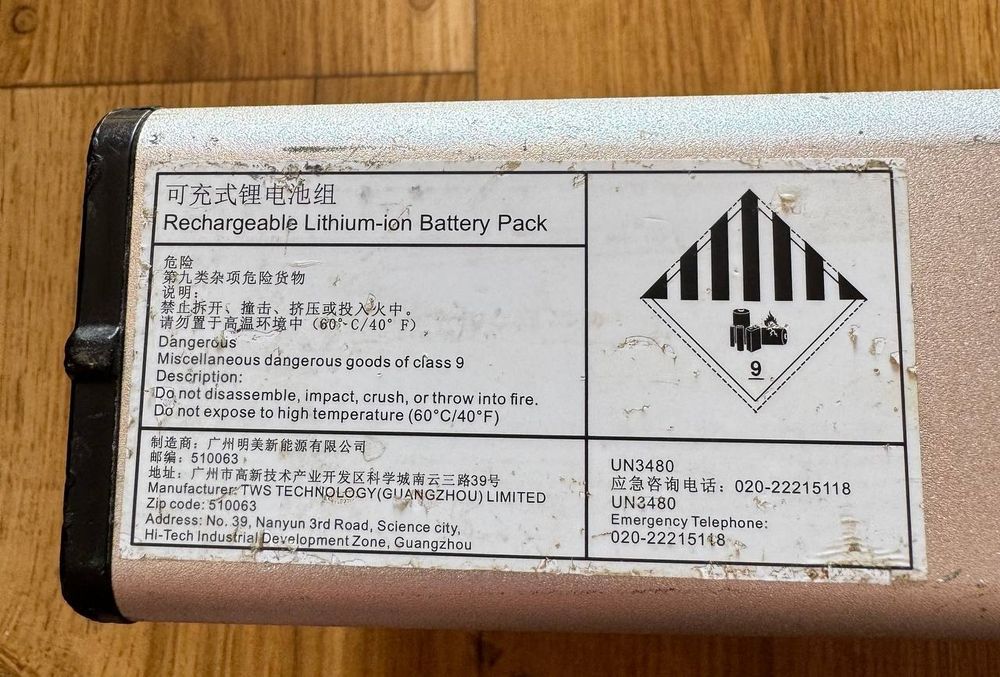 可充式锂电池组
Rechargeable Lithium-ion Battery Pack
危险
第九类杂项危险货物
说明:
禁止拆开、撞击、挤压或投入火中。
请勿置于高温环境中（60°C/40°F）
Dangerous
Miscellaneous dangerous goods of class 9
Description:
Do not disassemble, impact, crush, or throw into fire.
Do not expose to high temperature (60°C/40°F)
9
制造商：广州明美新能源有限公司
邮编：510063
地址：广州市高新技术产业开发区科学城南云三路39号
Manufacturer: TWS TECHNOLOGY(GUANGZHOU) LIMITED
Zip code: 510063
Address: No. 39, Nanyun 3rd Road, Science city,
Hi-Tech Industrial Development Zone, Guangzhou
UN3480
应急咨询电话：020-22215118
UN3480
Emergency Telephone:
020-22215118